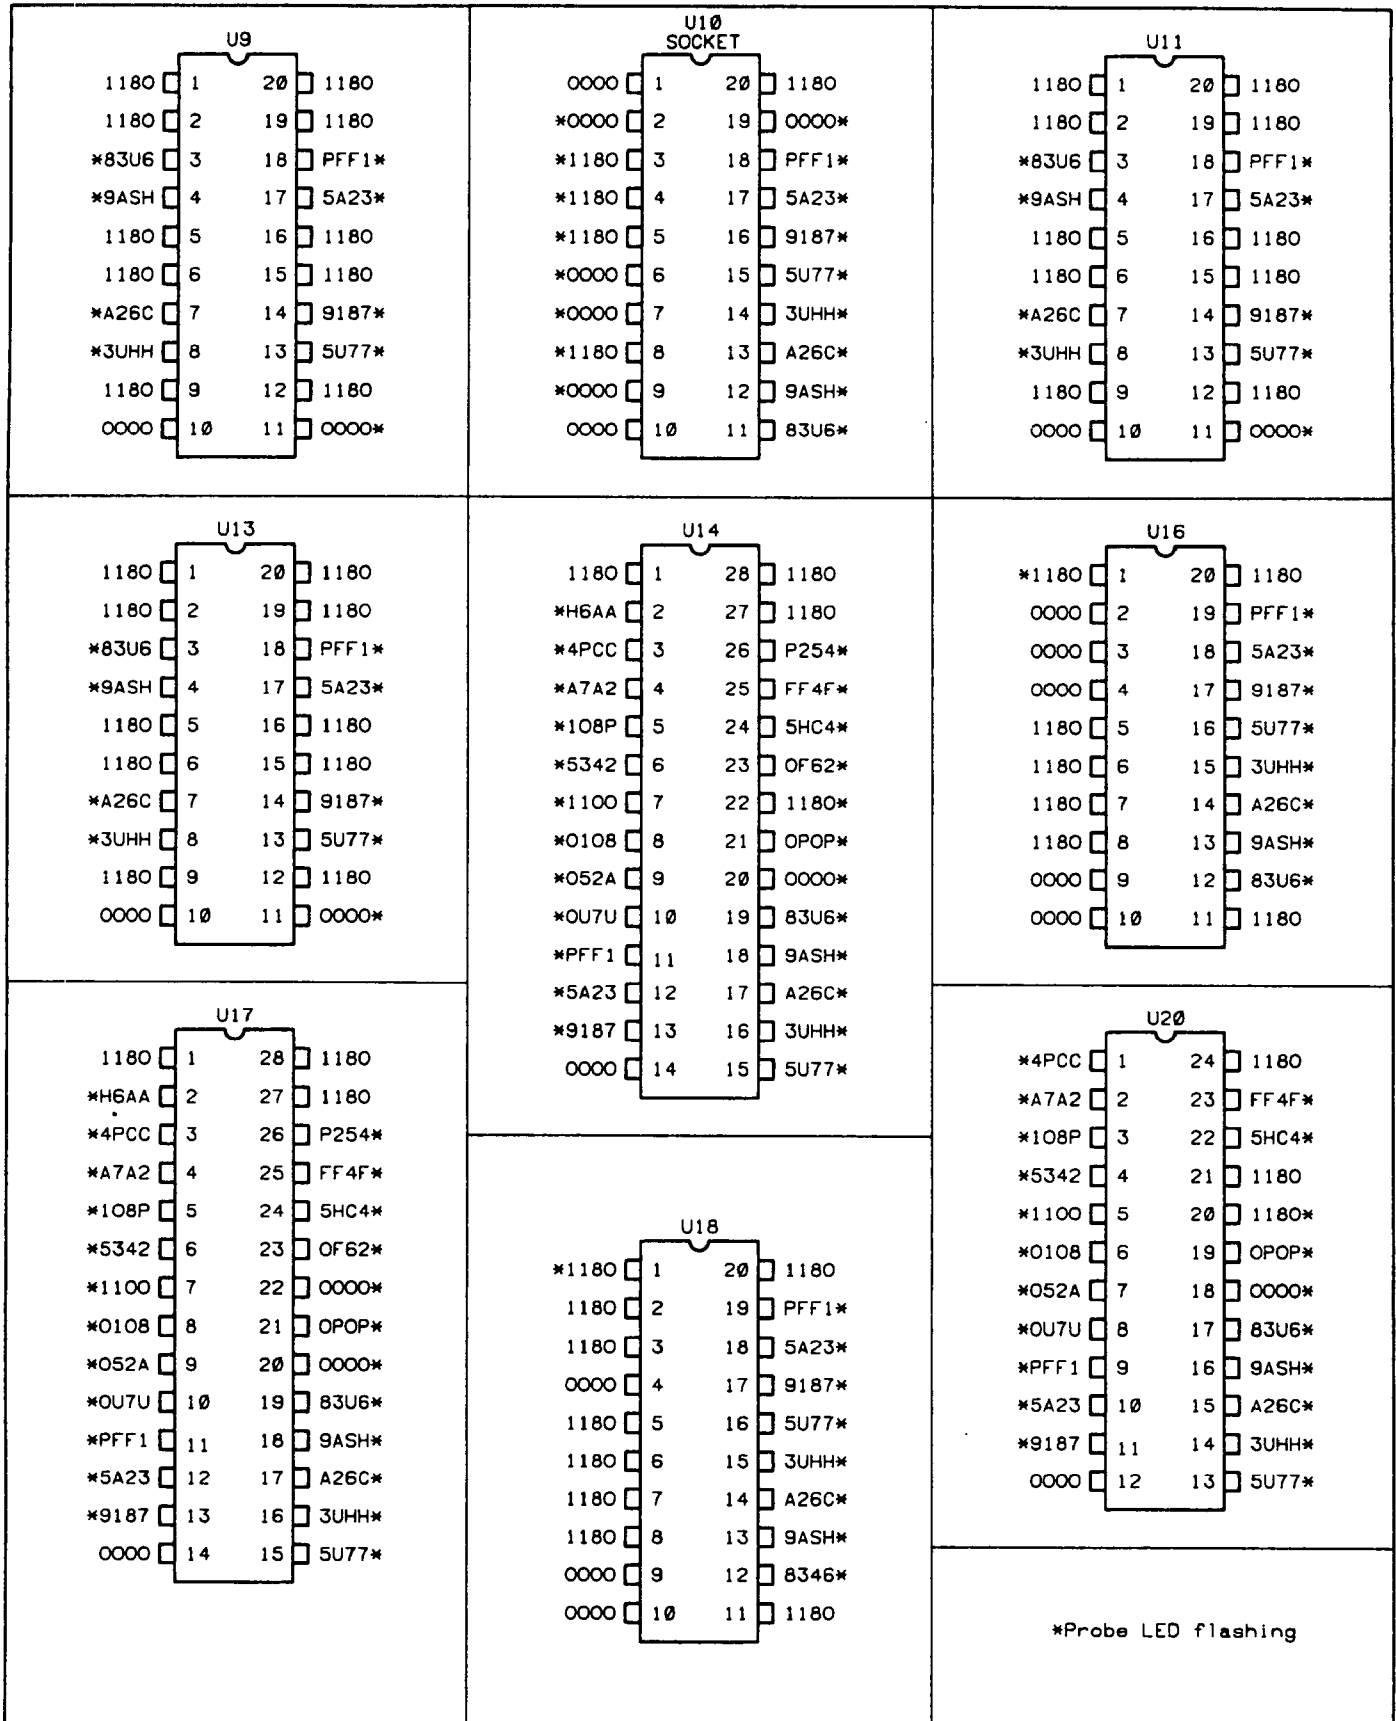 U9
1180 1 20 1180
1180 2 19 1180
*83U6 3 18 PFF1*
*9ASH 4 17 5A23*
1180 5 16 1180
1180 6 15 1180
*A26C 7 14 9187*
*3UHH 8 13 5U77*
1180 9 12 1180
0000 10 11 0000*
U10
SOCKET
0000 1 20 1180
*0000 2 19 0000*
*1180 3 18 PFF1*
*1180 4 17 5A23*
*1180 5 16 9187*
*0000 6 15 5U77*
*0000 7 14 3UHH*
*1180 8 13 A26C*
*0000 9 12 9ASH*
0000 10 11 83U6*
U11
1180 1 20 1180
1180 2 19 1180
*83U6 3 18 PFF1*
*9ASH 4 17 5A23*
1180 5 16 1180
1180 6 15 1180
*A26C 7 14 9187*
*3UHH 8 13 5U77*
1180 9 12 1180
0000 10 11 0000*
U13
1180 1 20 1180
1180 2 19 1180
*83U6 3 18 PFF1*
*9ASH 4 17 5A23*
1180 5 16 1180
1180 6 15 1180
*A26C 7 14 9187*
*3UHH 8 13 5U77*
1180 9 12 1180
0000 10 11 0000*
U14
1180 1 28 1180
*H6AA 2 27 1180
*4PCC 3 26 P254*
*A7A2 4 25 FF4F*
*108P 5 24 5HC4*
*5342 6 23 0F62*
*1100 7 22 1180*
*0108 8 21 0P0P*
*052A 9 20 0000*
*0U7U 10 19 83U6*
*PFF1 11 18 9ASH*
*5A23 12 17 A26C*
*9187 13 16 3UHH*
0000 14 15 5U77*
U16
*1180 1 20 1180
0000 2 19 PFF1*
0000 3 18 5A23*
0000 4 17 9187*
1180 5 16 5U77*
1180 6 15 3UHH*
1180 7 14 A26C*
1180 8 13 9ASH*
0000 9 12 83U6*
0000 10 11 1180
U17
1180 1 28 1180
*H6AA 2 27 1180
*4PCC 3 26 P254*
*A7A2 4 25 FF4F*
*108P 5 24 5HC4*
*5342 6 23 0F62*
*1100 7 22 0000*
*0108 8 21 0P0P*
*052A 9 20 0000*
*0U7U 10 19 83U6*
*PFF1 11 18 9ASH*
*5A23 12 17 A26C*
*9187 13 16 3UHH*
0000 14 15 5U77*
U18
*1180 1 20 1180
1180 2 19 PFF1*
1180 3 18 5A23*
0000 4 17 9187*
1180 5 16 5U77*
1180 6 15 3UHH*
1180 7 14 A26C*
1180 8 13 9ASH*
0000 9 12 8346*
0000 10 11 1180
U20
*4PCC 1 24 1180
*A7A2 2 23 FF4F*
*108P 3 22 5HC4*
*5342 4 21 1180
*1100 5 20 1180*
*0108 6 19 0P0P*
*052A 7 18 0000*
*0U7U 8 17 83U6*
*PFF1 9 16 9ASH*
*5A23 10 15 A26C*
*9187 11 14 3UHH*
0000 12 13 5U77*
*Probe LED flashing